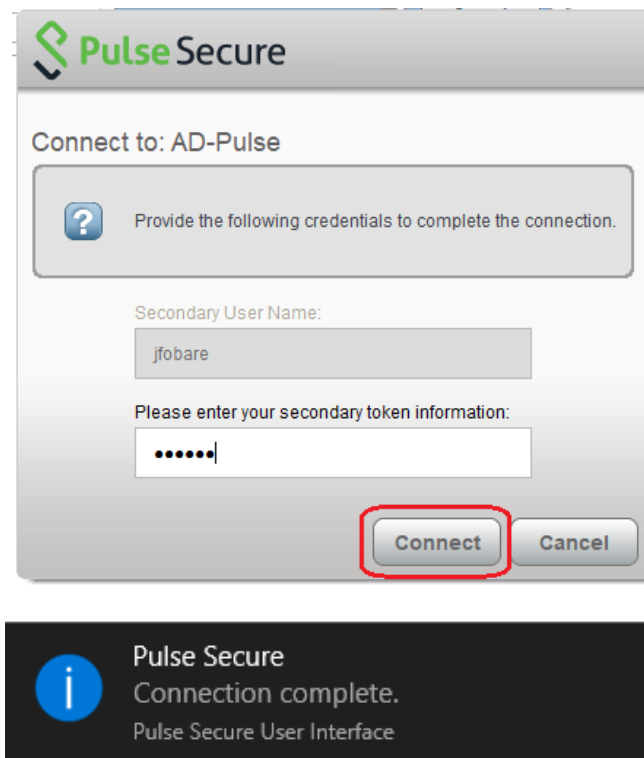 Pulse Secure
Connect to: AD-Pulse
Provide the following credentials to complete the connection.
Secondary User Name:
jfobare
Please enter your secondary token information:
••••••
Connect Cancel
Pulse Secure
Connection complete.
Pulse Secure User Interface